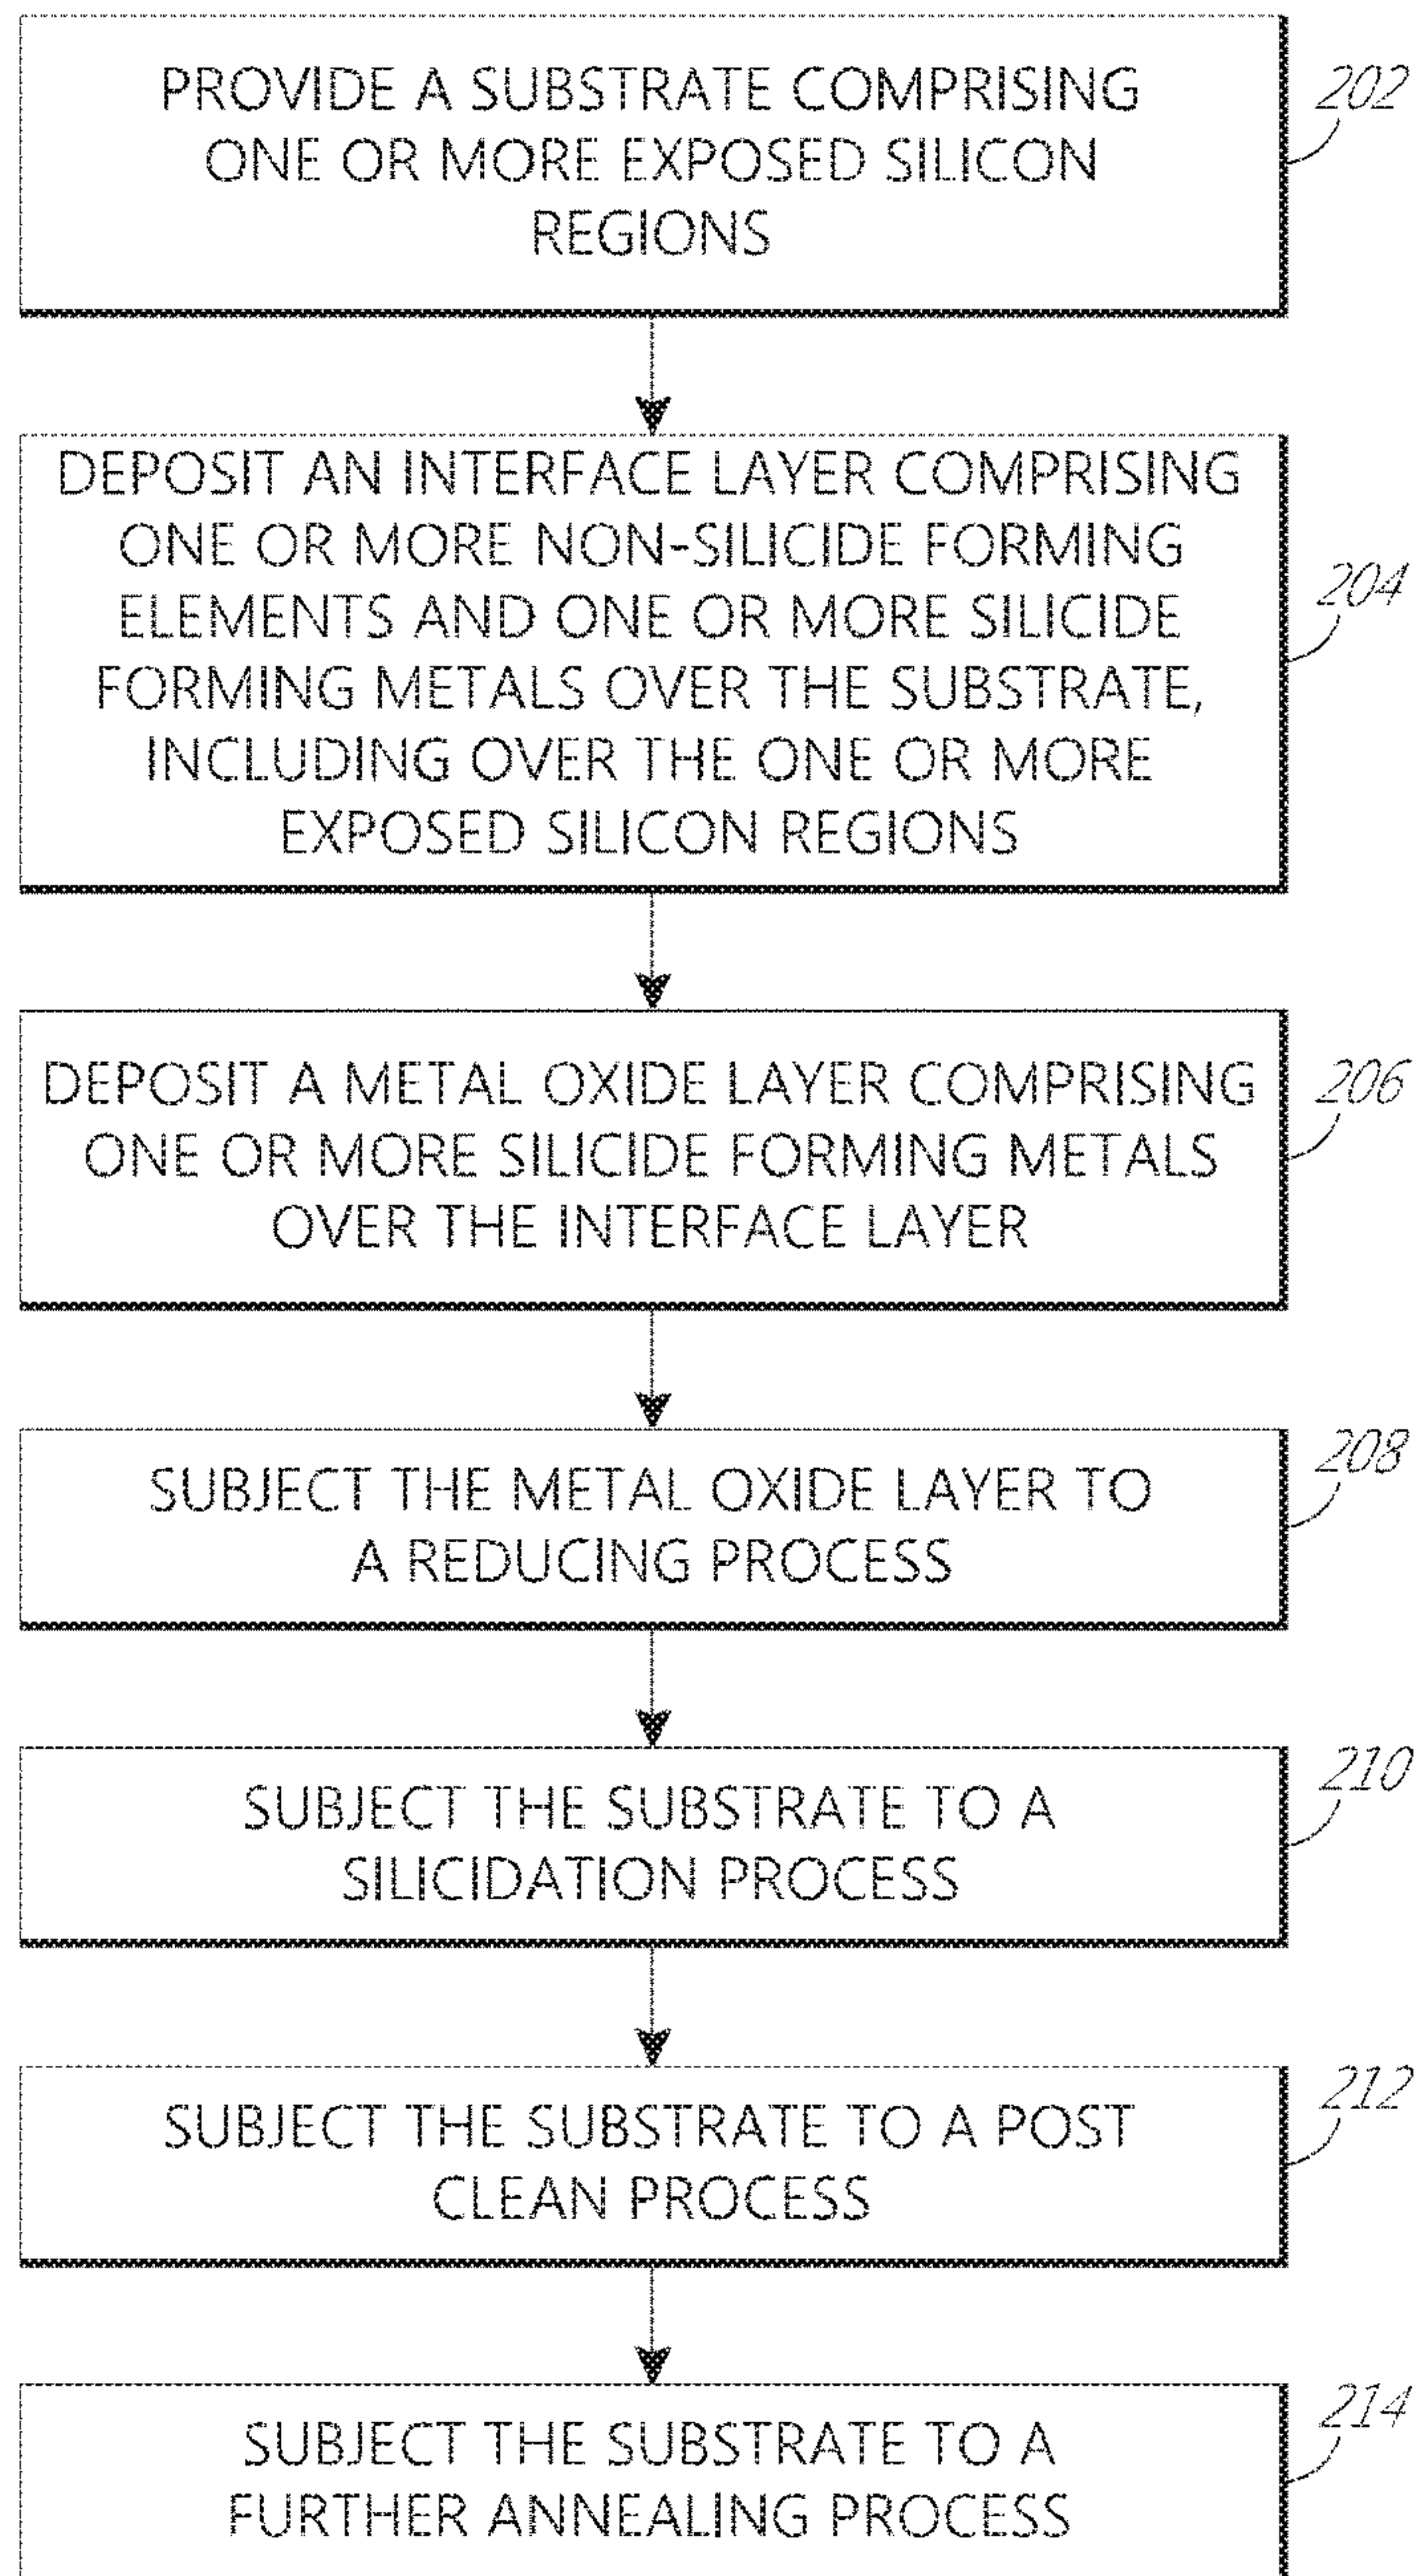 PROVIDE A SUBSTRATE COMPRISING
ONE OR MORE EXPOSED SILICON
REGIONS
202
DEPOSIT AN INTERFACE LAYER COMPRISING
ONE OR MORE NON-SILICIDE FORMING
ELEMENTS AND ONE OR MORE SILICIDE
FORMING METALS OVER THE SUBSTRATE,
INCLUDING OVER THE ONE OR MORE
EXPOSED SILICON REGIONS
204
DEPOSIT A METAL OXIDE LAYER COMPRISING
ONE OR MORE SILICIDE FORMING METALS
OVER THE INTERFACE LAYER
206
SUBJECT THE METAL OXIDE LAYER TO
A REDUCING PROCESS
208
SUBJECT THE SUBSTRATE TO A
SILICIDATION PROCESS
210
SUBJECT THE SUBSTRATE TO A POST
CLEAN PROCESS
212
SUBJECT THE SUBSTRATE TO A
FURTHER ANNEALING PROCESS
214